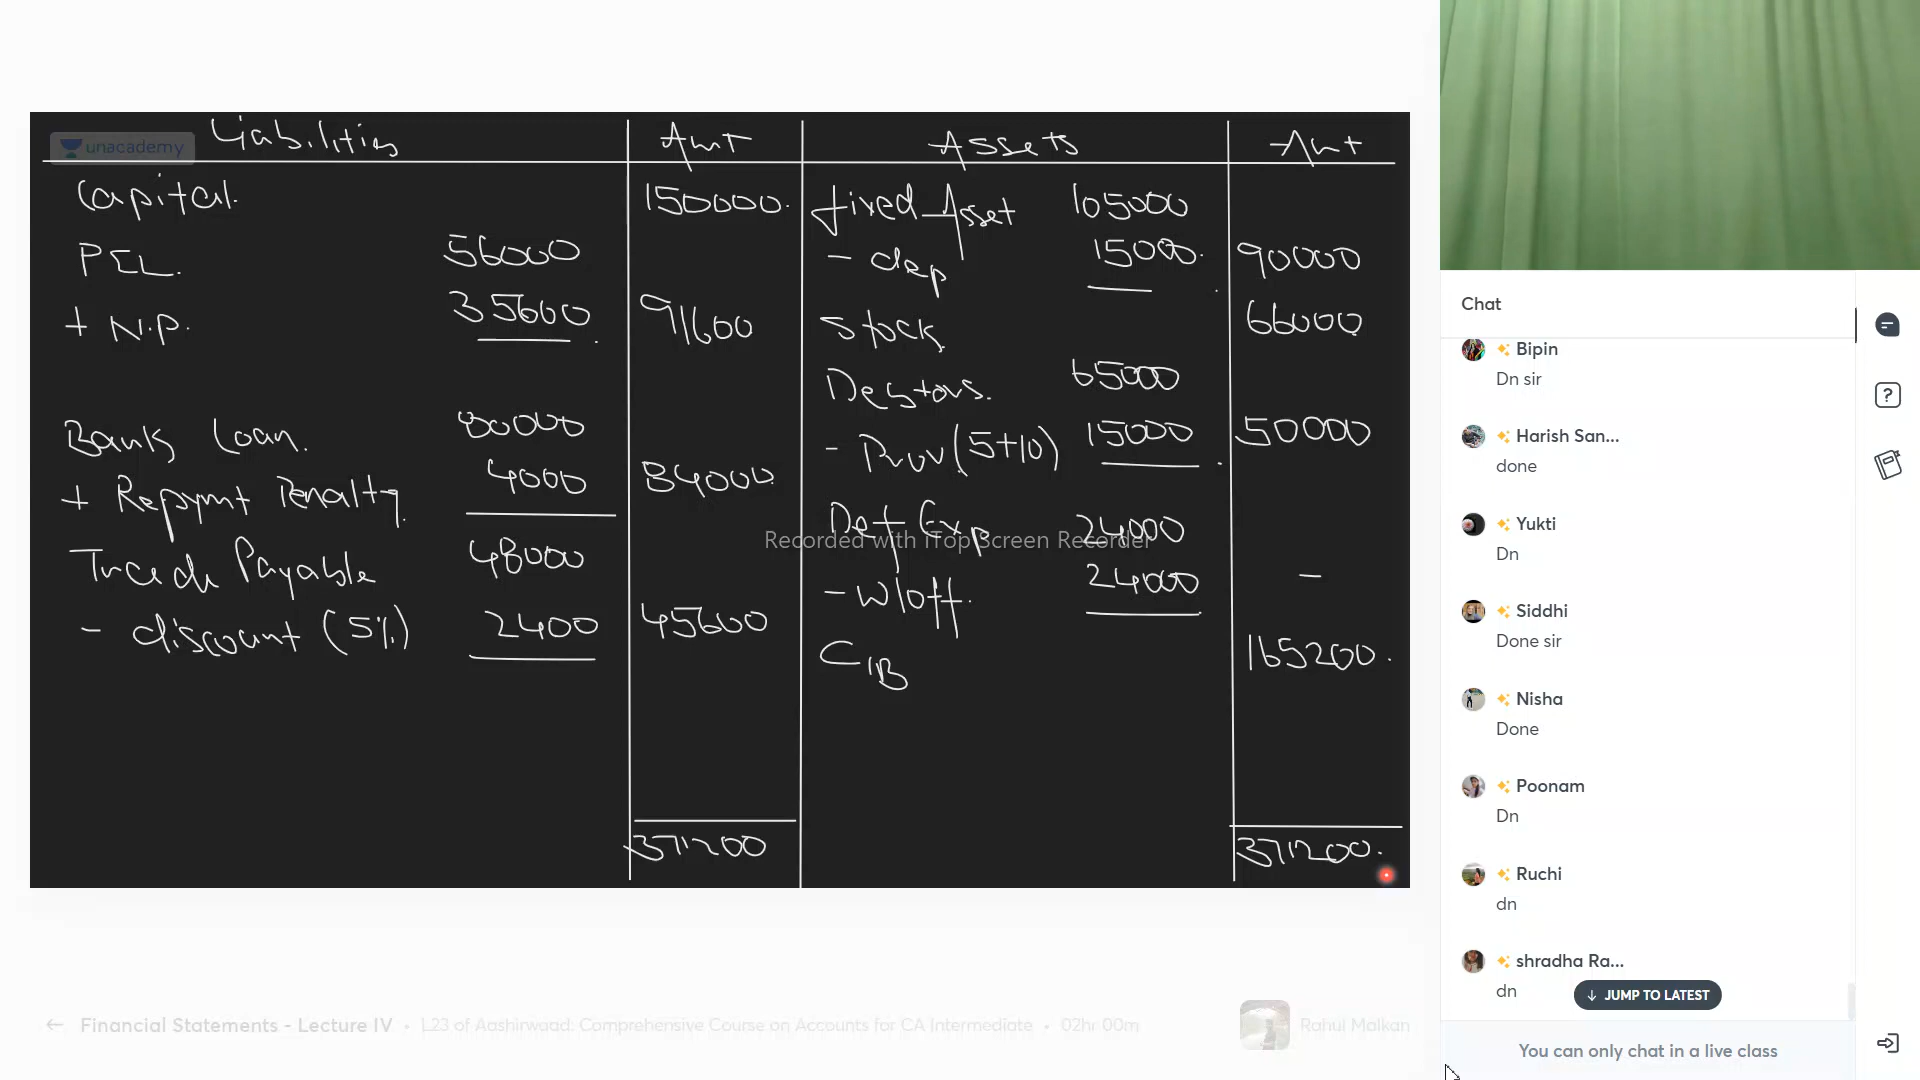 unacademy
Liabilities Amt Assets Amt
Capital. 150000. Fixed Asset 105000
P&L. 56000 - dep 15000. 90000
+ N.P. 35600. 91600 Stock 66000
Debtors. 65000
Bank Loan. 80000 - Prov (5+10) 15000 50000
+ Repymt Penalty. 4000 84000 Def Exp 24000
Trade Payable 48000 - W/off. 24000 -
- discount (5%) 2400 45600 C/B 165200.
371200 371200.
Recorded with iTop Screen Recorder
← Financial Statements - Lecture IV • L23 of Aashirwaad: Comprehensive Course on Accounts for CA Intermediate • 02hr 00m
Rahul Malkan
Chat
Bipin
Dn sir
Harish San...
done
Yukti
Dn
Siddhi
Done sir
Nisha
Done
Poonam
Dn
Ruchi
dn
shradha Ra...
dn
↓ JUMP TO LATEST
You can only chat in a live class